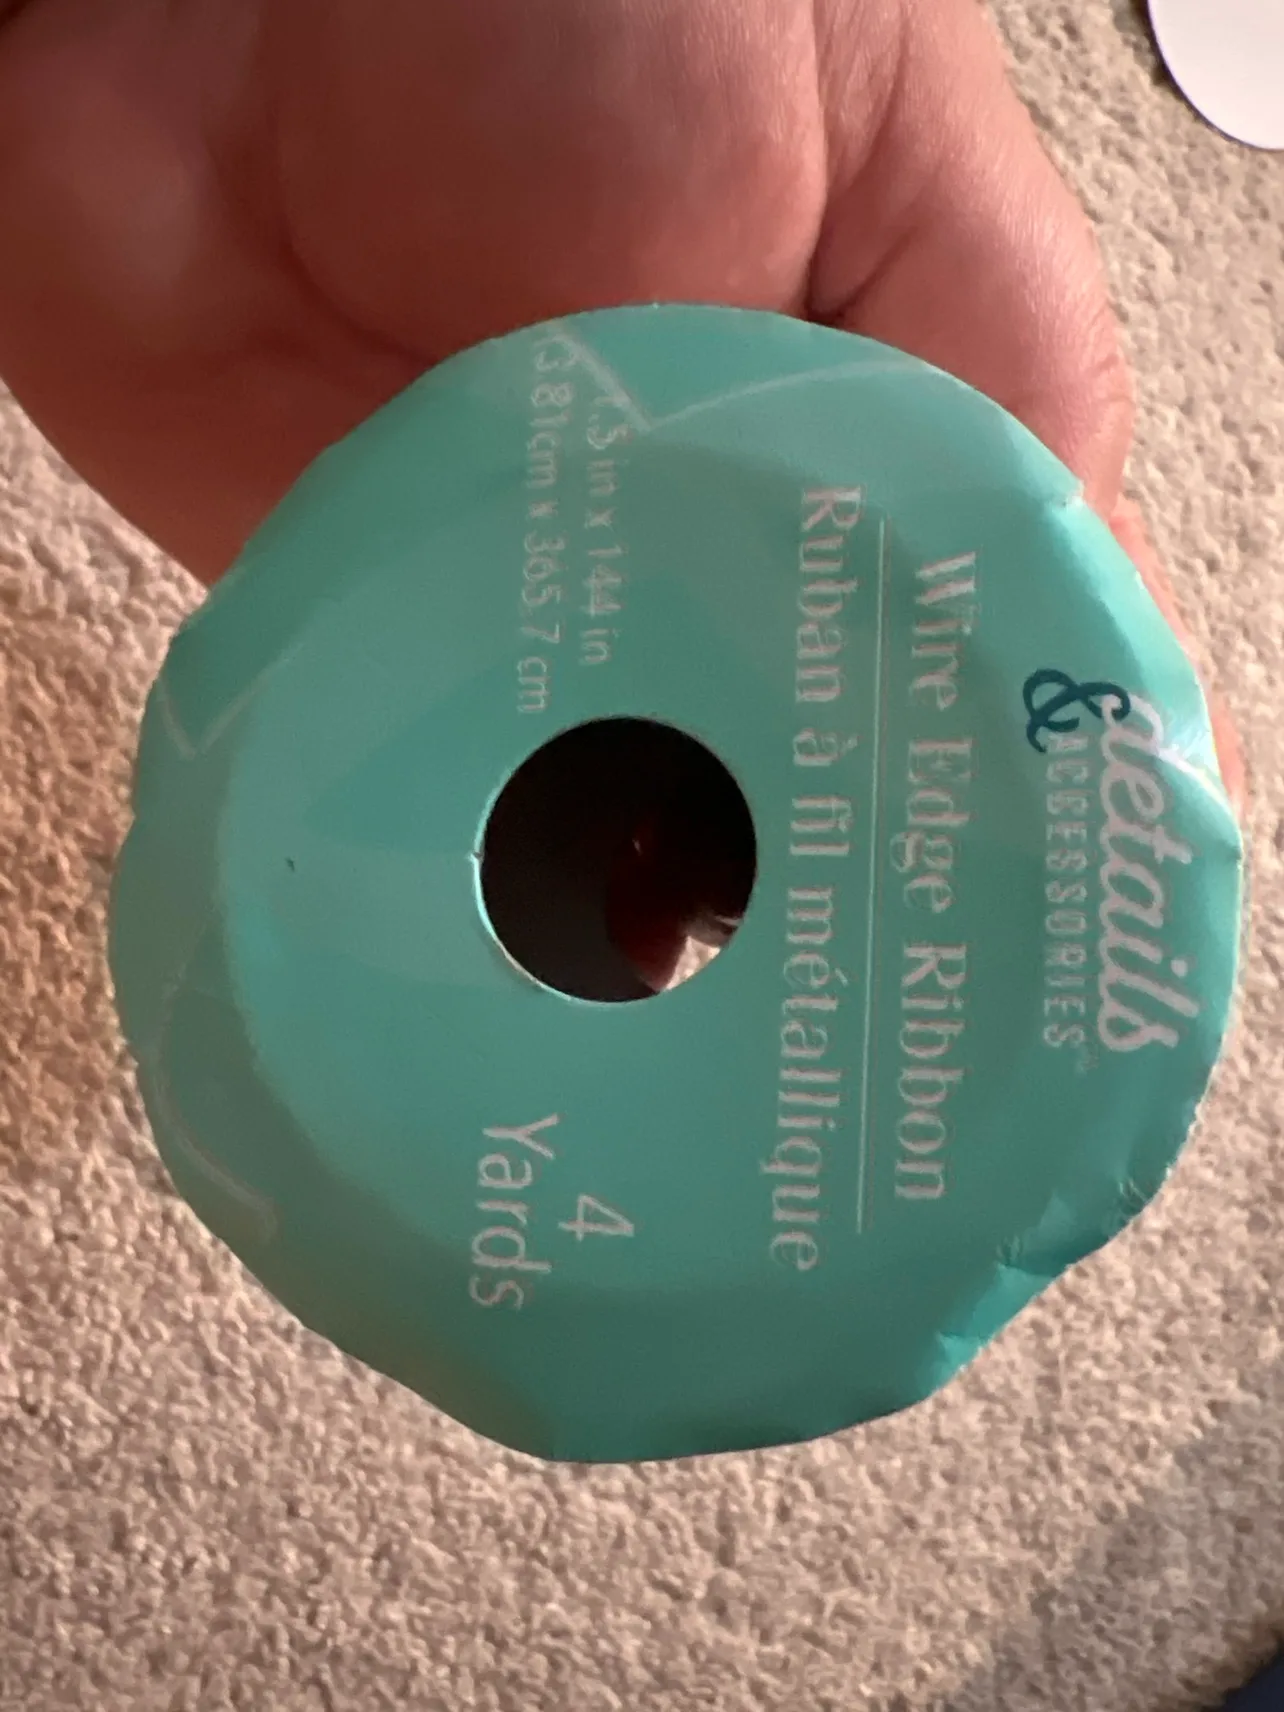 details
& ACCESSORIES™
Wire Edge Ribbon
Ruban à fil métallique
1.5 in x 144 in
3.81cm x 365.7 cm
4
Yards